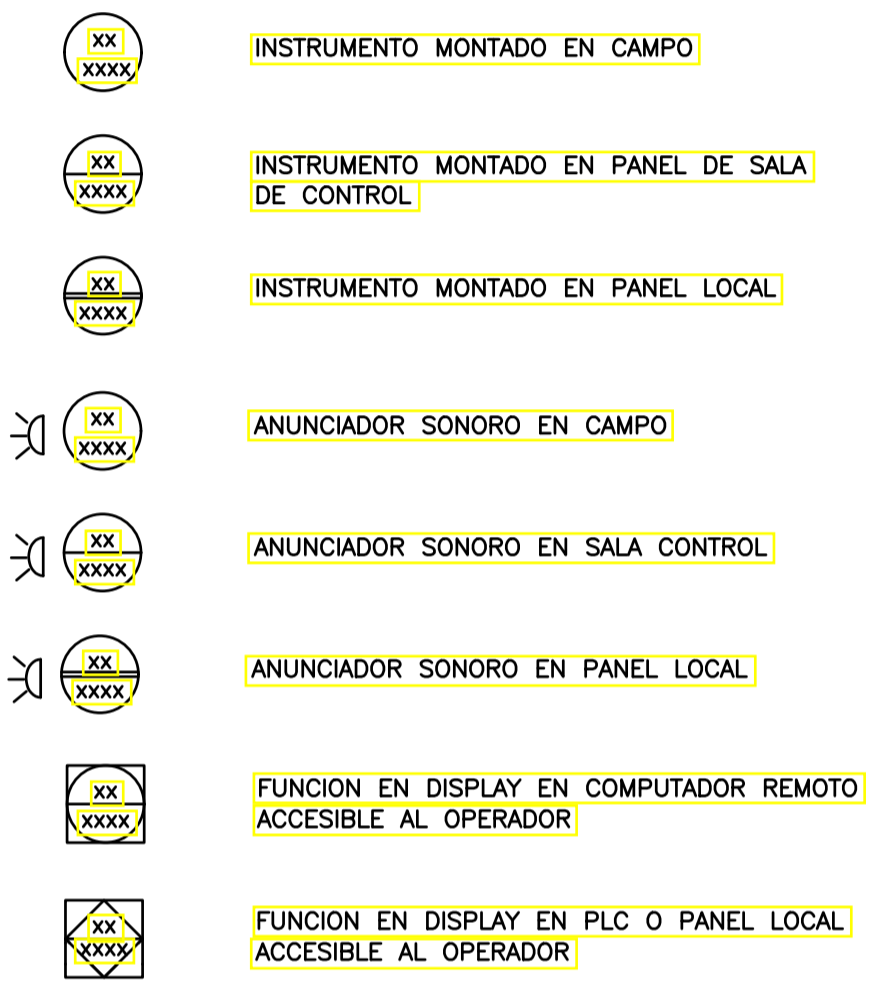 XX
XXXX
INSTRUMENTO MONTADO EN CAMPO
XX
XXXX
INSTRUMENTO MONTADO EN PANEL DE SALA
DE CONTROL
XX
XXXX
INSTRUMENTO MONTADO EN PANEL LOCAL
XX
XXXX
ANUNCIADOR SONORO EN CAMPO
XX
XXXX
ANUNCIADOR SONORO EN SALA CONTROL
XX
XXXX
ANUNCIADOR SONORO EN PANEL LOCAL
XX
XXXX
FUNCION EN DISPLAY EN COMPUTADOR REMOTO
ACCESIBLE AL OPERADOR
XX
XXXX
FUNCION EN DISPLAY EN PLC O PANEL LOCAL
ACCESIBLE AL OPERADOR